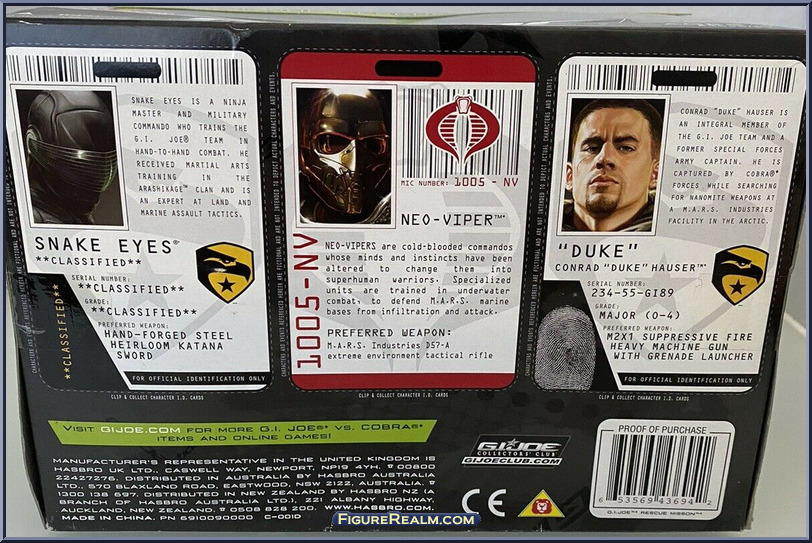 SNAKE EYES IS A NINJA
MASTER AND MILITARY
COMMANDO WHO TRAINS THE
G.I. JOE® TEAM IN
HAND-TO-HAND COMBAT. HE
RECEIVED MARTIAL ARTS
TRAINING IN THE
ARASHIKAGE™ CLAN AND IS
AN EXPERT AT LAND AND
MARINE ASSAULT TACTICS.
SNAKE EYES®
**CLASSIFIED**
SERIAL NUMBER:
**CLASSIFIED**
GRADE:
**CLASSIFIED**
PREFERRED WEAPON:
HAND-FORGED STEEL
HEIRLOOM KATANA
SWORD
**CLASSIFIED**
FOR OFFICIAL IDENTIFICATION ONLY
CLIP & COLLECT CHARACTER I.D. CARDS
MIC NUMBER: 1005 - NV
NEO-VIPER™*
1005-NV
NEO-VIPERS are cold-blooded commandos
whose minds and instincts have been
altered to change them into
superhuman warriors. Specialized
units are trained in underwater
combat, to defend M.A.R.S. marine
bases from infiltration and attack.
PREFERRED WEAPON:
M.A.R.S. Industries DS7-A
extreme environment tactical rifle
CLIP & COLLECT CHARACTER I.D. CARDS
CONRAD "DUKE" HAUSER IS
AN INTEGRAL MEMBER OF
THE G.I. JOE TEAM AND A
FORMER SPECIAL FORCES
ARMY CAPTAIN. HE IS
CAPTURED BY COBRA®
FORCES WHILE SEARCHING
FOR NANOMITE WEAPONS AT
A M.A.R.S. INDUSTRIES
FACILITY IN THE ARCTIC.
"DUKE"
CONRAD "DUKE" HAUSER™*
SERIAL NUMBER:
234-55-GI89
GRADE:
MAJOR (O-4)
PREFERRED WEAPON:
M2X1 SUPPRESSIVE FIRE
HEAVY MACHINE GUN
WITH GRENADE LAUNCHER
FOR OFFICIAL IDENTIFICATION ONLY
CLIP & COLLECT CHARACTER I.D. CARDS
VISIT GIJOE.COM FOR MORE G.I. JOE® VS. COBRA®
ITEMS AND ONLINE GAMES!
MANUFACTURER'S REPRESENTATIVE IN THE UNITED KINGDOM IS
HASBRO UK LTD., CASWELL WAY, NEWPORT, NP19 4YH. ☎ 00800
22427276. DISTRIBUTED IN AUSTRALIA BY HASBRO AUSTRALIA
LTD., 570 BLAXLAND ROAD, EASTWOOD, NSW 2122, AUSTRALIA. ☎
1300 138 697. DISTRIBUTED IN NEW ZEALAND BY HASBRO NZ (A
BRANCH OF HASBRO AUSTRALIA LTD.), 221 ALBANY HIGHWAY,
AUCKLAND, NEW ZEALAND. ☎ 0508 828 200. WWW.HASBRO.COM.
MADE IN CHINA. PN 6910090000 C-001D
G.I. JOE
COLLECTORS' CLUB
GIJOECLUB.COM
CE
PROOF OF PURCHASE
6 53569 43694 2
G.I. JOE™ RESCUE MISSION™
FIGUREREALM.COM